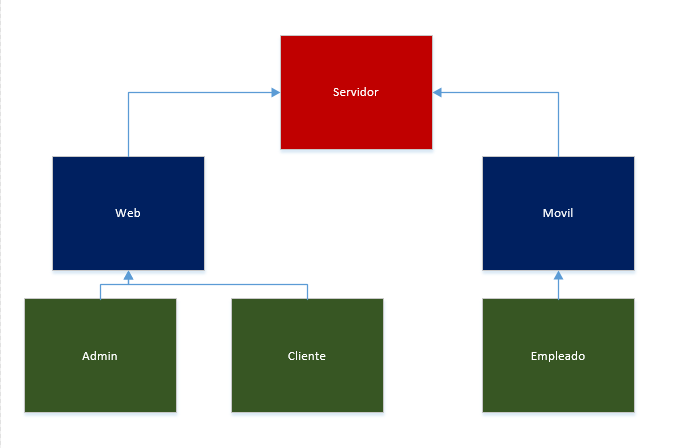 Servidor
Web
Movil
Admin
Cliente
Empleado